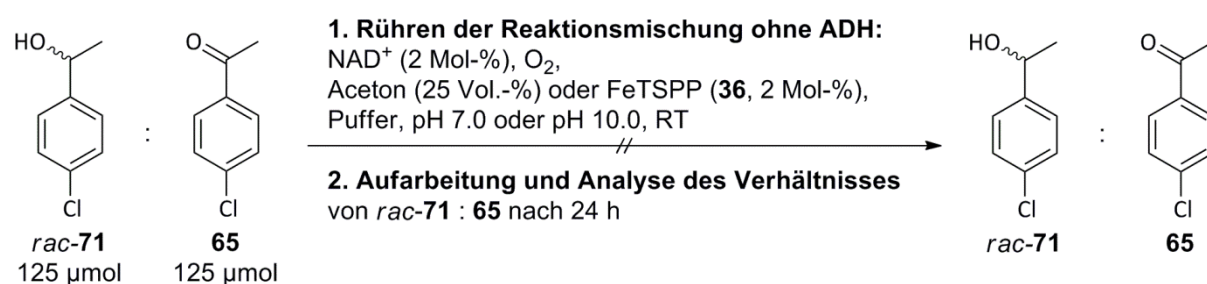 HO
O
Cl
Cl
:
rac-71
65
125 µmol
125 µmol
1. Rühren der Reaktionsmischung ohne ADH:
NAD⁺ (2 Mol-%), O₂,
Aceton (25 Vol.-%) oder FeTSPP (36, 2 Mol-%),
Puffer, pH 7.0 oder pH 10.0, RT
//
2. Aufarbeitung und Analyse des Verhältnisses
von rac-71 : 65 nach 24 h
HO
O
Cl
Cl
:
rac-71
65